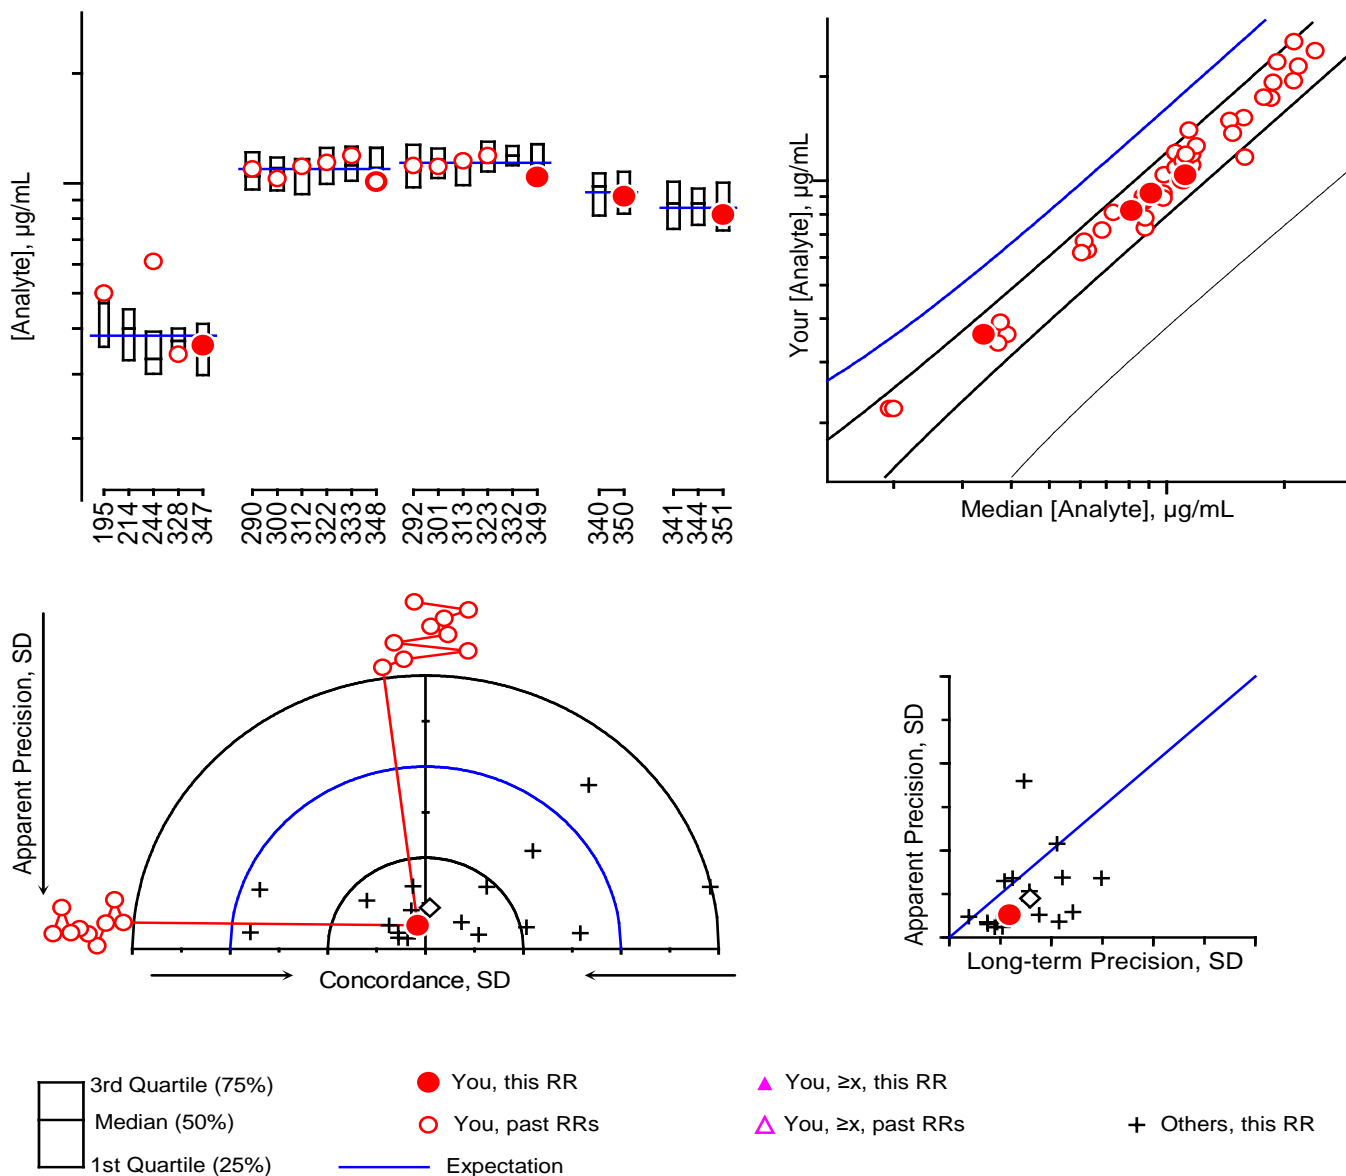 [Analyte], µg/mL
195
214
244
328
347
290
300
312
322
333
348
292
301
313
323
332
349
340
350
341
344
351
Your [Analyte], µg/mL
Median [Analyte], µg/mL
Apparent Precision, SD
Concordance, SD
Apparent Precision, SD
Long-term Precision, SD
3rd Quartile (75%)
Median (50%)
1st Quartile (25%)
You, this RR
You, past RRs
Expectation
You, ≥x, this RR
You, ≥x, past RRs
Others, this RR